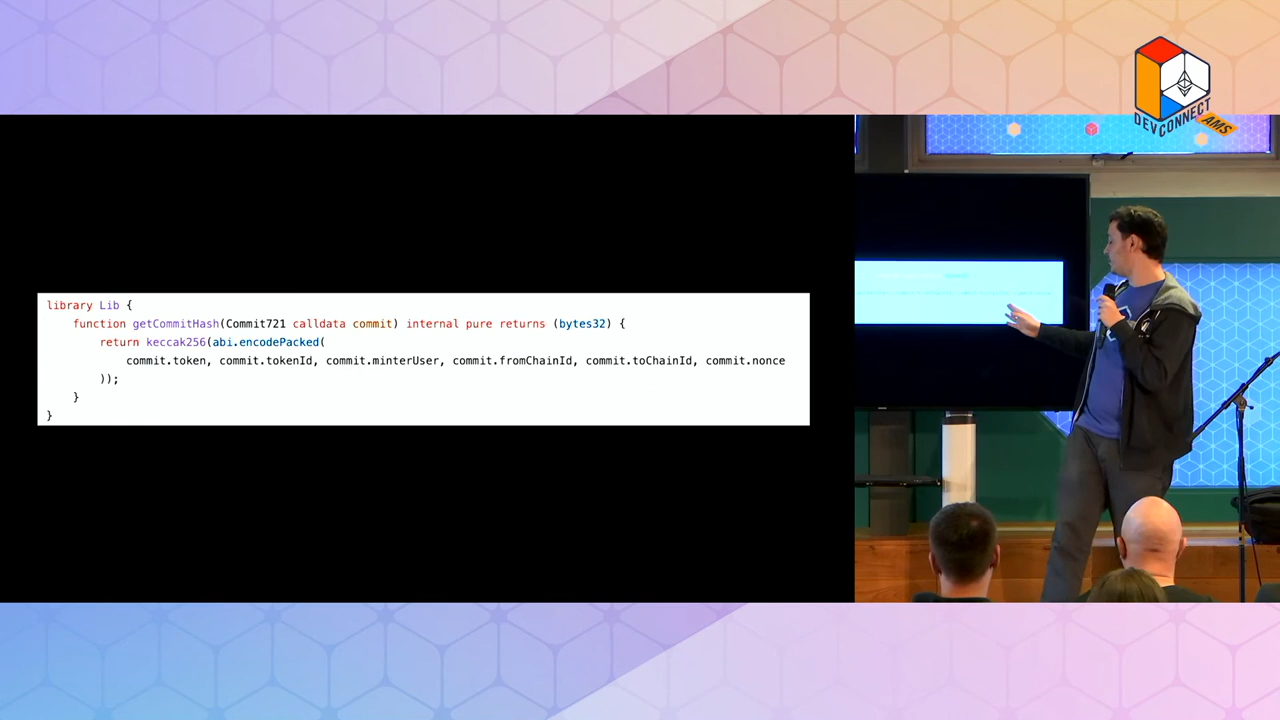 DEVCONNECT
AMS
library Lib {
    function getCommitHash(Commit721 calldata commit) internal pure returns (bytes32) {
        return keccak256(abi.encodePacked(
            commit.token, commit.tokenId, commit.minterUser, commit.fromChainId, commit.toChainId, commit.nonce
        ));
    }
}